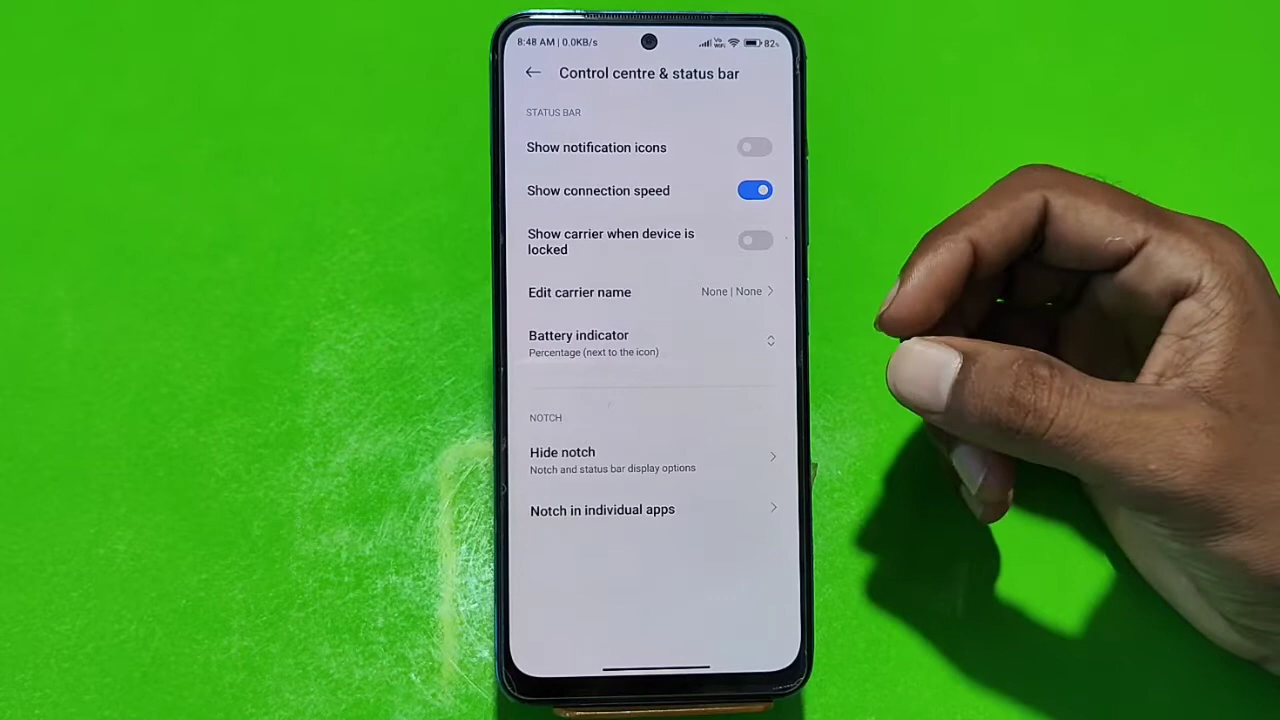 8:48 AM | 0.0KB/s
Vo
WiFi
82%
Control centre & status bar
STATUS BAR
Show notification icons
Show connection speed
Show carrier when device is
locked
Edit carrier name
None | None
Battery indicator
Percentage (next to the icon)
NOTCH
Hide notch
Notch and status bar display options
Notch in individual apps